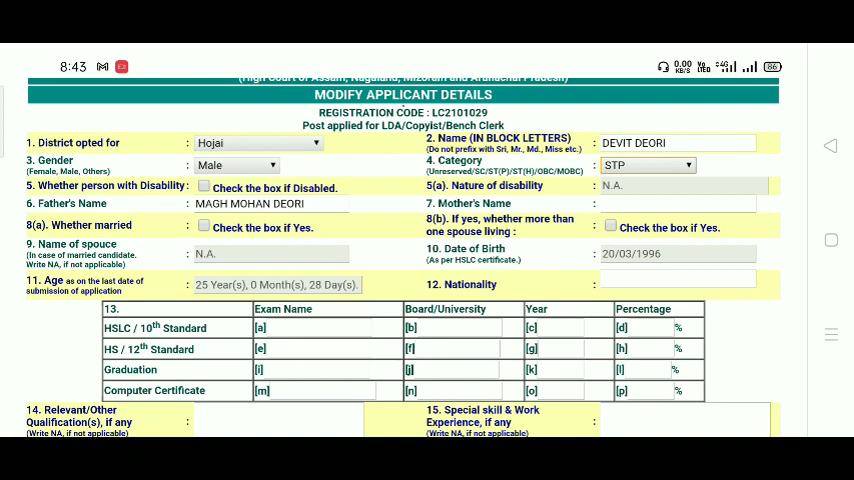 8:43 0.00 KB/S Vo LTED 4G 86
(High Court of Assam, Nagaland, Mizoram and Arunachal Pradesh)
MODIFY APPLICANT DETAILS
REGISTRATION CODE : LC2101029
Post applied for LDA/Copyist/Bench Clerk
1. District opted for : Hojai 2. Name (IN BLOCK LETTERS) : DEVIT DEORI
(Do not prefix with Sri, Mr., Md., Miss etc.)
3. Gender : Male 4. Category : STP
(Female, Male, Others) (Unreserved/SC/ST(P)/ST(H)/OBC/MOBC)
5. Whether person with Disability : Check the box if Disabled. 5(a). Nature of disability : N.A.
6. Father's Name : MAGH MOHAN DEORI 7. Mother's Name :
8(a). Whether married : Check the box if Yes. 8(b). If yes, whether more than one spouse living : Check the box if Yes.
9. Name of spouse : N.A. 10. Date of Birth : 20/03/1996
(In case of married candidate. Write NA, if not applicable) (As per HSLC certificate.)
11. Age as on the last date of submission of application : 25 Year(s), 0 Month(s), 28 Day(s). 12. Nationality :
13. Exam Name Board/University Year Percentage
HSLC / 10th Standard [a] [b] [c] [d] %
HS / 12th Standard [e] [f] [g] [h] %
Graduation [i] [j] [k] [l] %
Computer Certificate [m] [n] [o] [p] %
14. Relevant/Other Qualification(s), if any : 15. Special skill & Work Experience, if any :
(Write NA, if not applicable) (Write NA, if not applicable)